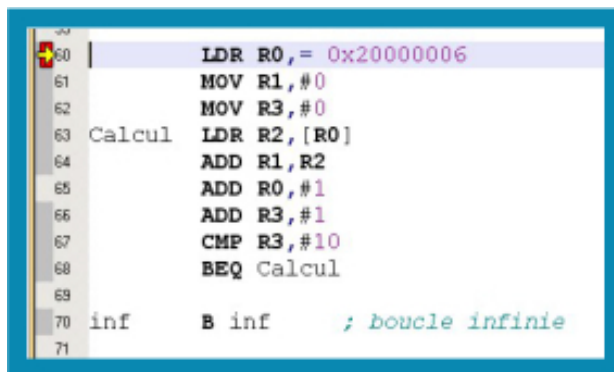 60 LDR R0,= 0x20000006
61 MOV R1,#0
62 MOV R3,#0
63 Calcul LDR R2,[R0]
64 ADD R1,R2
65 ADD R0,#1
66 ADD R3,#1
67 CMP R3,#10
68 BEQ Calcul
69
70 inf B inf ; boucle infinie
71